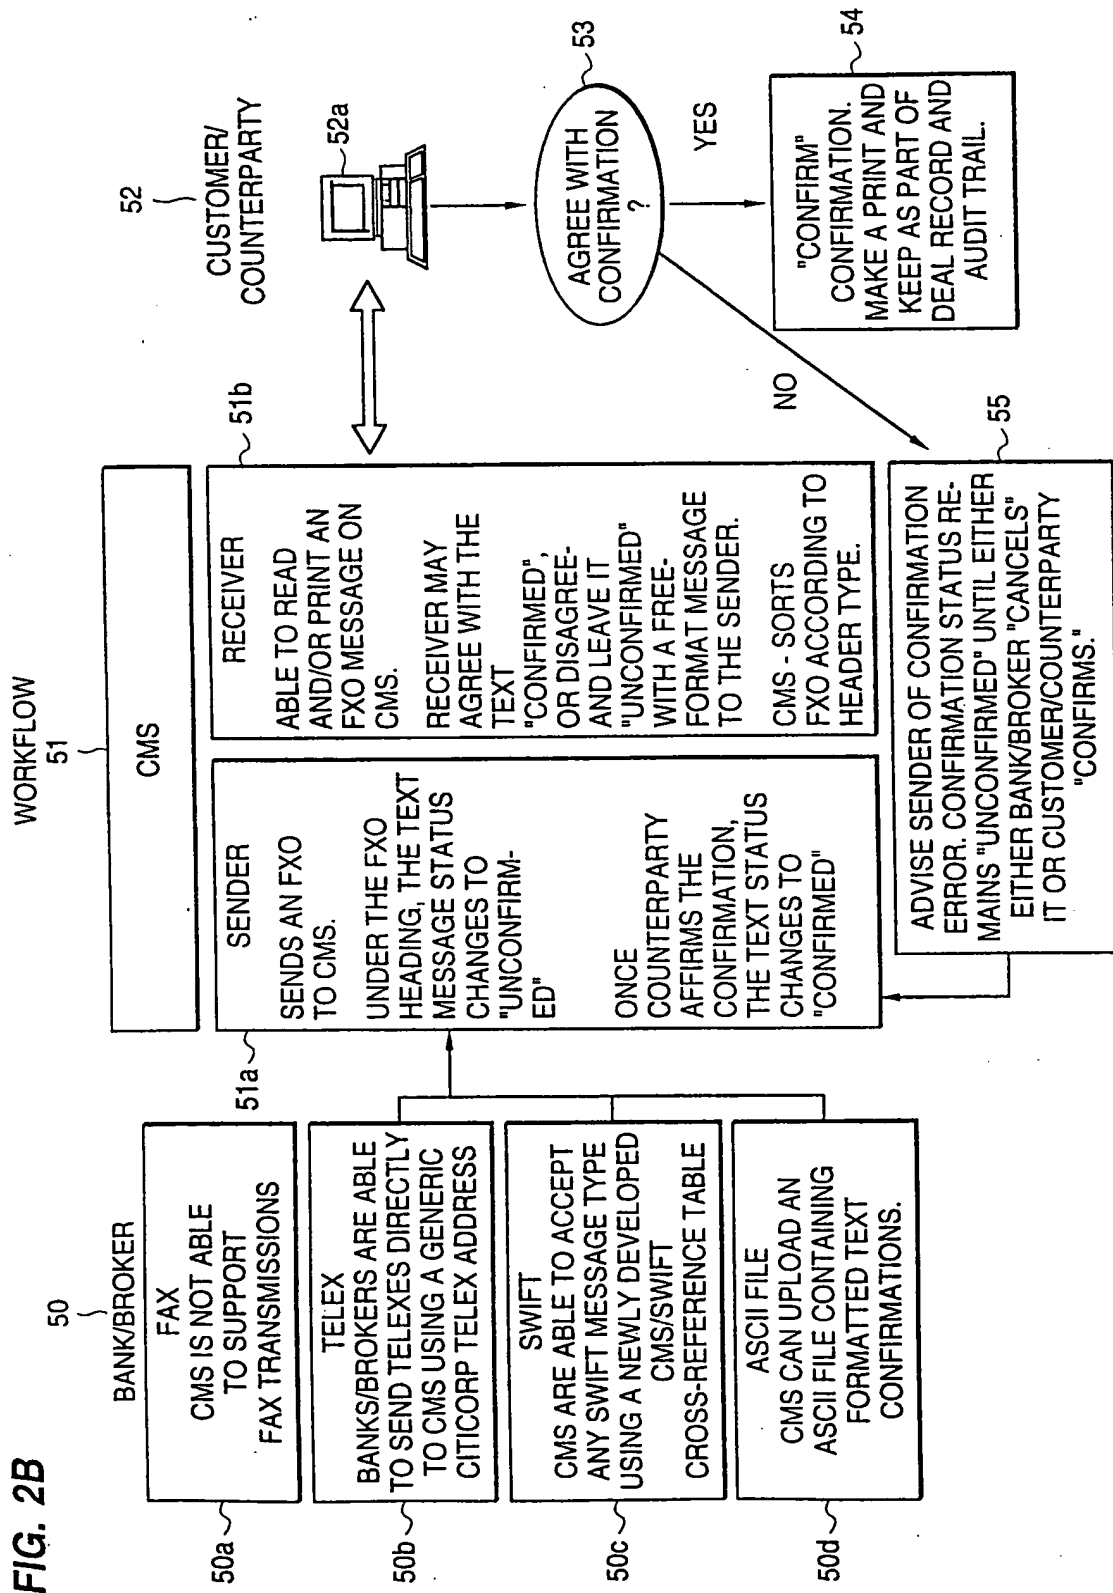 FIG. 2B
WORKFLOW
50
BANK/BROKER
50a
FAX
CMS IS NOT ABLE
TO SUPPORT
FAX TRANSMISSIONS
50b
TELEX
BANKS/BROKERS ARE ABLE
TO SEND TELEXES DIRECTLY
TO CMS USING A GENERIC
CITICORP TELEX ADDRESS
50c
SWIFT
CMS ARE ABLE TO ACCEPT
ANY SWIFT MESSAGE TYPE
USING A NEWLY DEVELOPED
CMS/SWIFT
CROSS-REFERENCE TABLE
50d
ASCII FILE
CMS CAN UPLOAD AN
ASCII FILE CONTAINING
FORMATTED TEXT
CONFIRMATIONS.
51
CMS
51a
SENDER
SENDS AN FXO
TO CMS.
UNDER THE FXO
HEADING, THE TEXT
MESSAGE STATUS
CHANGES TO
"UNCONFIRM-
ED"
ONCE
COUNTERPARTY
AFFIRMS THE
CONFIRMATION,
THE TEXT STATUS
CHANGES TO
"CONFIRMED"
51b
RECEIVER
ABLE TO READ
AND/OR PRINT AN
FXO MESSAGE ON
CMS.
RECEIVER MAY
AGREE WITH THE
TEXT
"CONFIRMED",
OR DISAGREE-
AND LEAVE IT
"UNCONFIRMED"
WITH A FREE-
FORMAT MESSAGE
TO THE SENDER.
CMS - SORTS
FXO ACCORDING TO
HEADER TYPE.
52
CUSTOMER/
COUNTERPARTY
52a
53
AGREE WITH
CONFIRMATION
?
YES
NO
54
"CONFIRM"
CONFIRMATION.
MAKE A PRINT AND
KEEP AS PART OF
DEAL RECORD AND
AUDIT TRAIL.
55
ADVISE SENDER OF CONFIRMATION
ERROR. CONFIRMATION STATUS RE-
MAINS "UNCONFIRMED" UNTIL EITHER
EITHER BANK/BROKER "CANCELS"
IT OR CUSTOMER/COUNTERPARTY
"CONFIRMS."